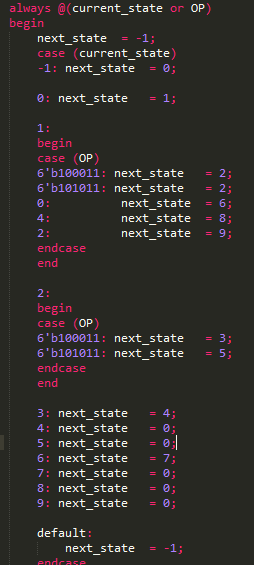 always @(current_state or OP)
begin
next_state = -1;
case (current_state)
-1: next_state = 0;
0: next_state = 1;
1:
begin
case (OP)
6'b100011: next_state = 2;
6'b101011: next_state = 2;
0: next_state = 6;
4: next_state = 8;
2: next_state = 9;
endcase
end
2:
begin
case (OP)
6'b100011: next_state = 3;
6'b101011: next_state = 5;
endcase
end
3: next_state = 4;
4: next_state = 0;
5: next_state = 0;
6: next_state = 7;
7: next_state = 0;
8: next_state = 0;
9: next_state = 0;
default:
next_state = -1;
endcase